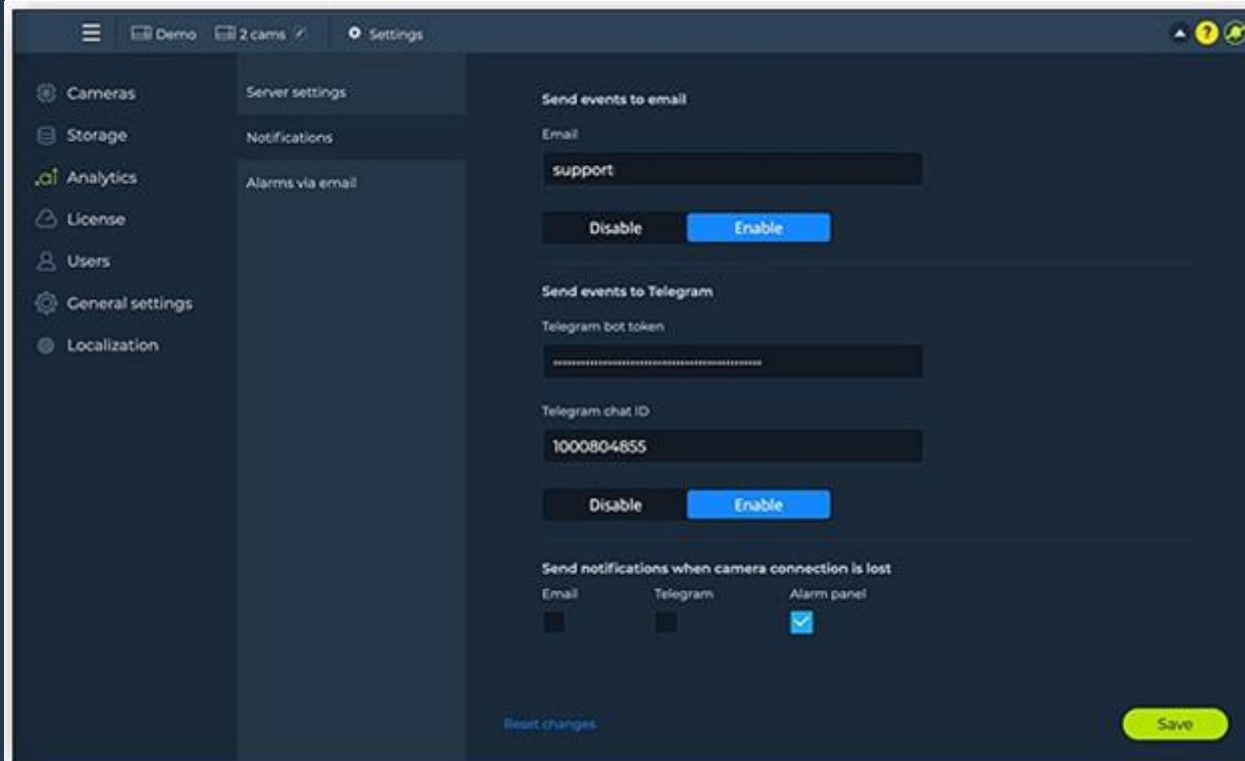 Demo 2 cams Settings
Cameras
Storage
Analytics
License
Users
General settings
Localization
Server settings
Notifications
Alarms via email
Send events to email
Email
support
Disable Enable
Send events to Telegram
Telegram bot token
Telegram chat ID
1000804855
Disable Enable
Send notifications when camera connection is lost
Email Telegram Alarm panel
Reset changes
Save